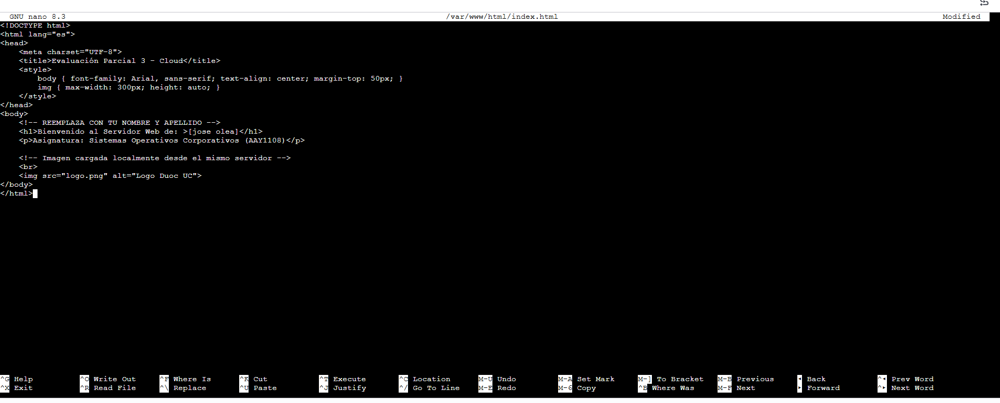 GNU nano 8.3 /var/www/html/index.html Modified
<!DOCTYPE html>
<html lang="es">
<head>
    <meta charset="UTF-8">
    <title>Evaluación Parcial 3 - Cloud</title>
    <style>
        body { font-family: Arial, sans-serif; text-align: center; margin-top: 50px; }
        img { max-width: 300px; height: auto; }
    </style>
</head>
<body>
    <!-- REEMPLAZA CON TU NOMBRE Y APELLIDO -->
    <h1>Bienvenido al Servidor Web de: >[jose olea]</h1>
    <p>Asignatura: Sistemas Operativos Corporativos (AAY1108)</p>

    <!-- Imagen cargada localmente desde el mismo servidor -->
    <br>
    <img src="logo.png" alt="Logo Duoc UC">
</body>
</html>
^G Help ^O Write Out ^F Where Is ^K Cut ^T Execute ^C Location M-U Undo M-A Set Mark M-] To Bracket M-B Previous ◂ Back ^◂ Prev Word
^X Exit ^R Read File ^\ Replace ^U Paste ^J Justify ^/ Go To Line M-E Redo M-6 Copy ^B Where Was M-F Next ▸ Forward ^▸ Next Word